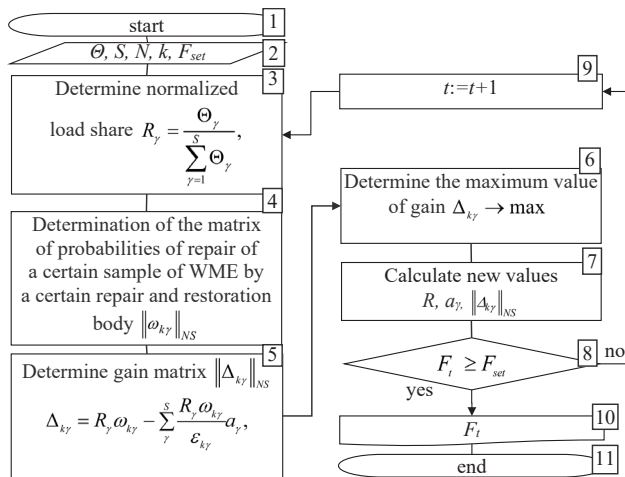 start
1
Θ, S, N, k, F_set
2
3
Determine normalized
load share R_γ = Θ_γ / ∑_{γ=1}^{S} Θ_γ ,
4
Determination of the matrix
of probabilities of repair of
a certain sample of WME by
a certain repair and restoration
body ‖ω_kγ‖_NS
5
Determine gain matrix ‖Δ_kγ‖_NS
Δ_kγ = R_γ ω_kγ − ∑_γ^S (R_γ ω_kγ / ε_kγ) a_γ ,
6
Determine the maximum value
of gain Δ_kγ → max
7
Calculate new values
R, a_γ, ‖Δ_kγ‖_NS
8
F_t ≥ F_set
no
yes
9
t:=t+1
10
F_t
11
end